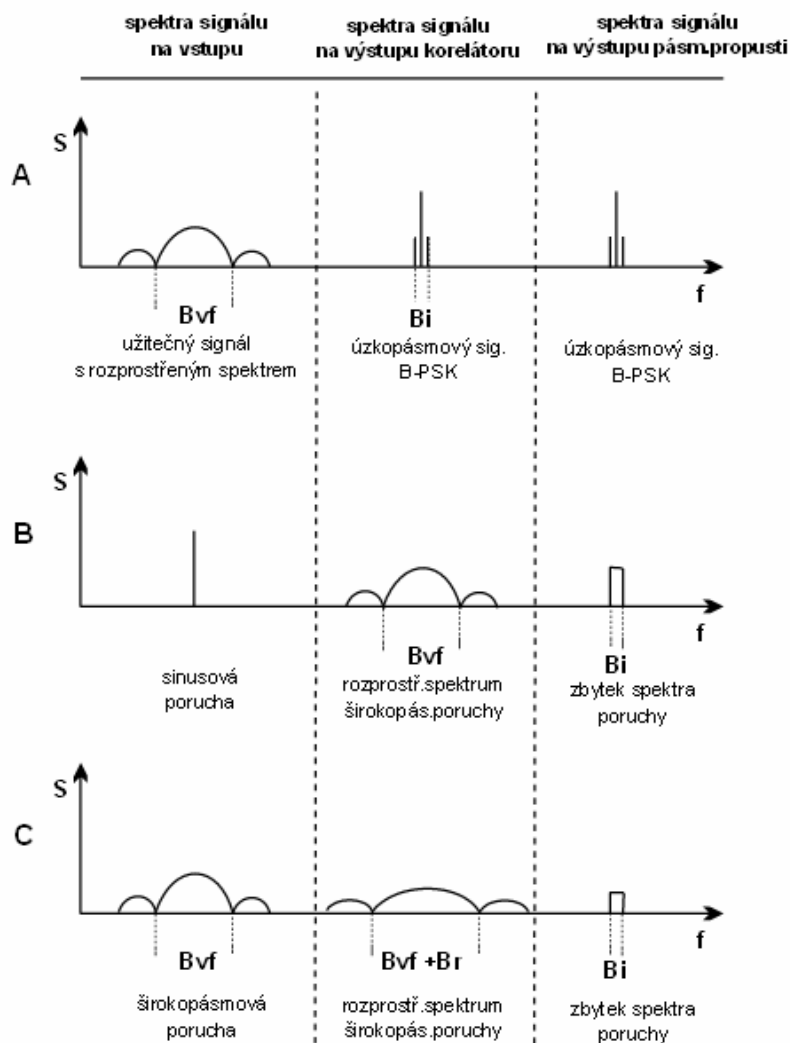 spektra signálu
na vstupu
spektra signálu
na výstupu korelátoru
spektra signálu
na výstupu pásm.propusti
A
S
f
Bvf
užitečný signál
s rozprostřeným spektrem
Bi
úzkopásmový sig.
B-PSK
úzkopásmový sig.
B-PSK
B
S
f
sinusová
porucha
Bvf
rozprostř.spektrum
širokopás.poruchy
Bi
zbytek spektra
poruchy
C
S
f
Bvf
širokopásmová
porucha
Bvf +Br
rozprostř.spektrum
širokopás.poruchy
Bi
zbytek spektra
poruchy